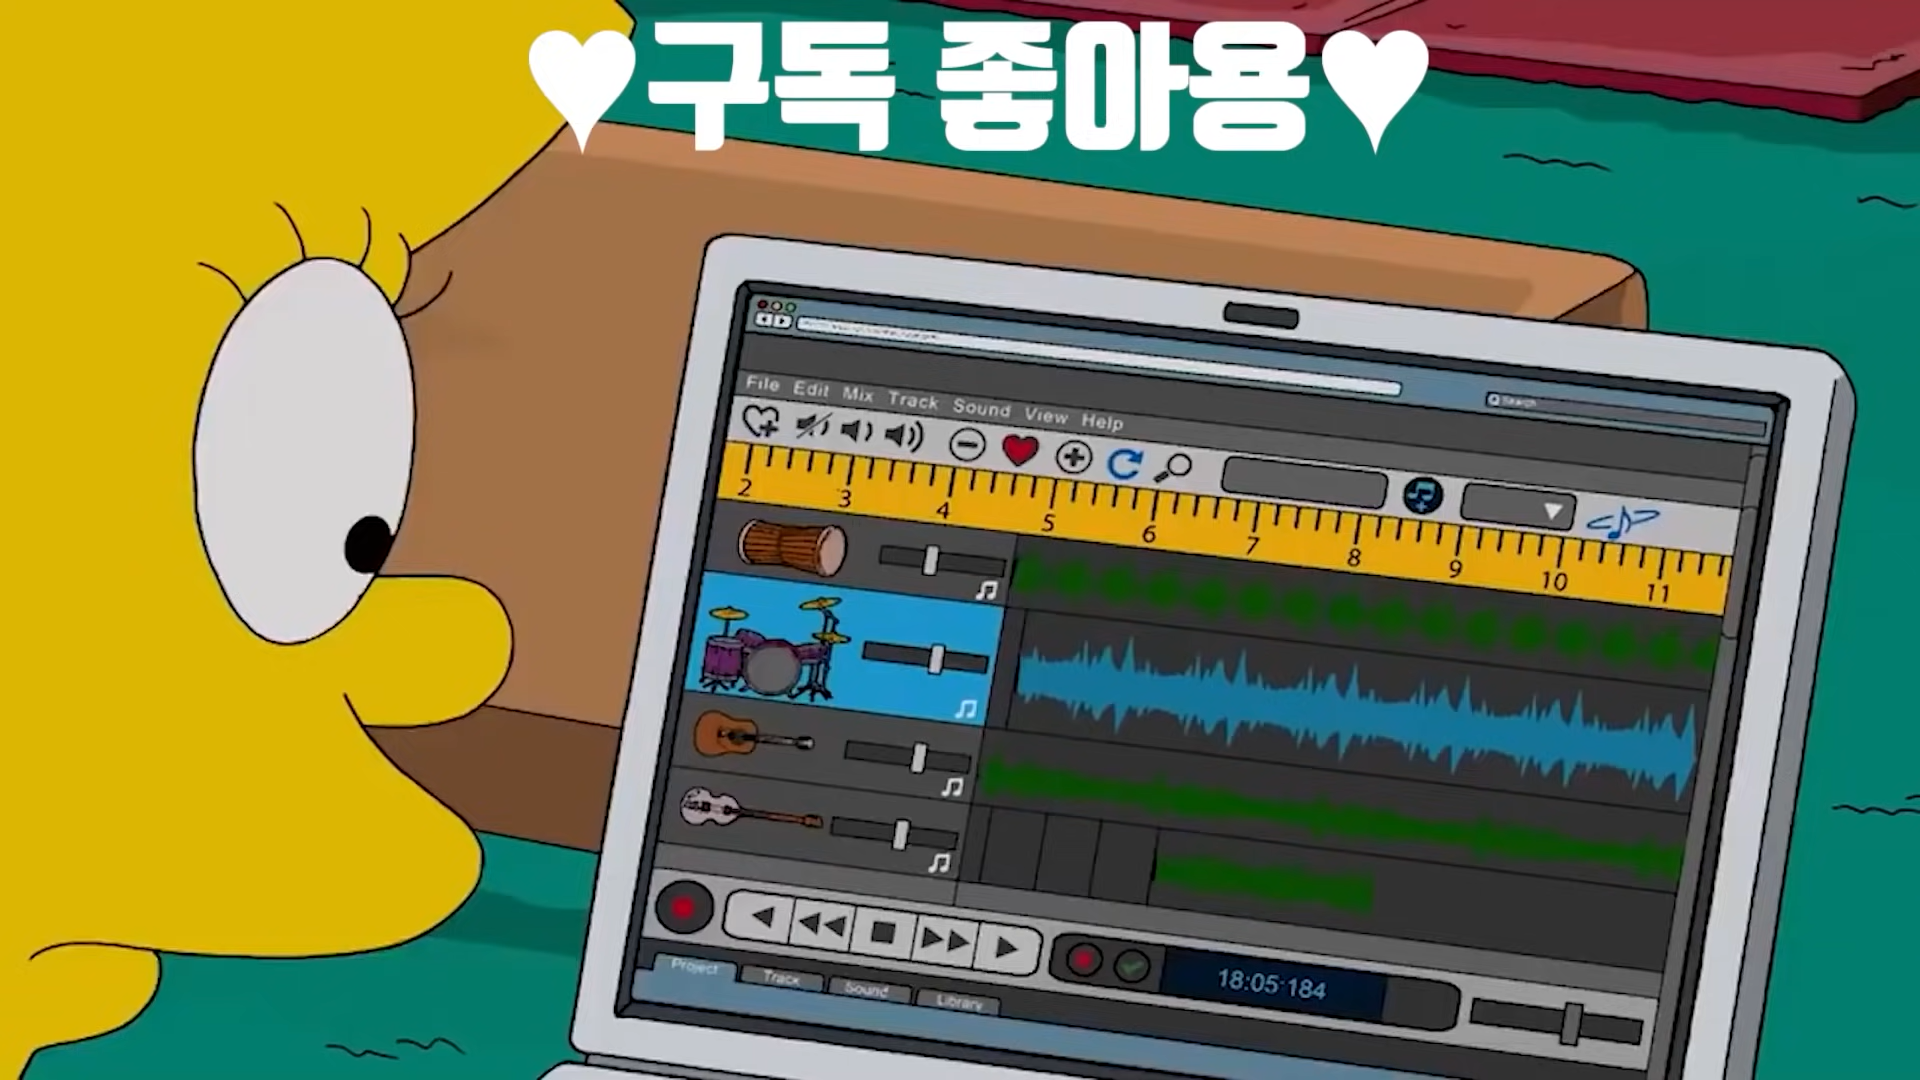 ♥구독 좋아용♥
Search
File Edit Mix Track Sound View Help
2 3 4 5 6 7 8 9 10 11
18:05:184
Project Track Sound Library